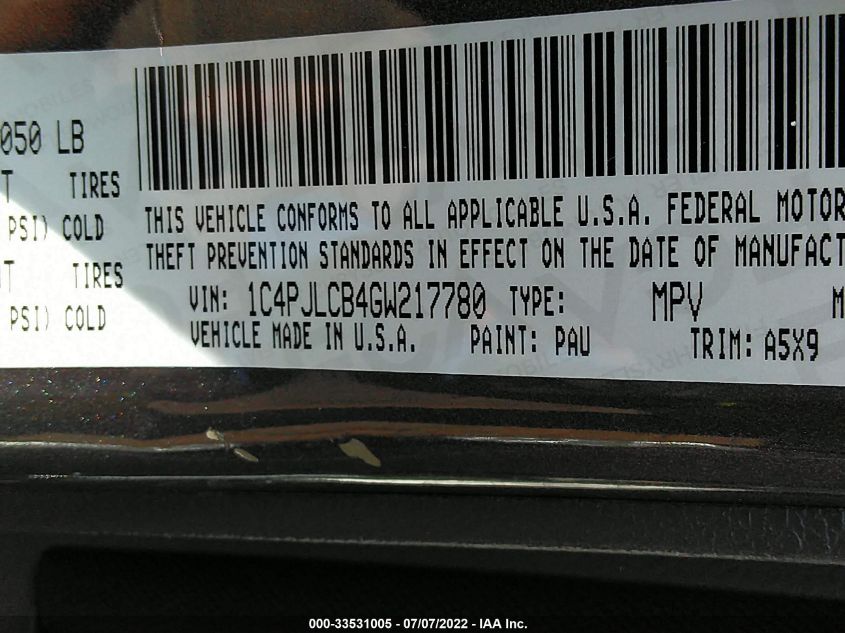 050 LB
T TIRES
PSI) COLD
T TIRES
PSI) COLD
THIS VEHICLE CONFORMS TO ALL APPLICABLE U.S.A. FEDERAL MOTOR
THEFT PREVENTION STANDARDS IN EFFECT ON THE DATE OF MANUFACT
VIN: 1C4PJLCB4GW217780 TYPE: MPV M
VEHICLE MADE IN U.S.A. PAINT: PAU TRIM: A5X9
000-33531005 - 07/07/2022 - IAA Inc.